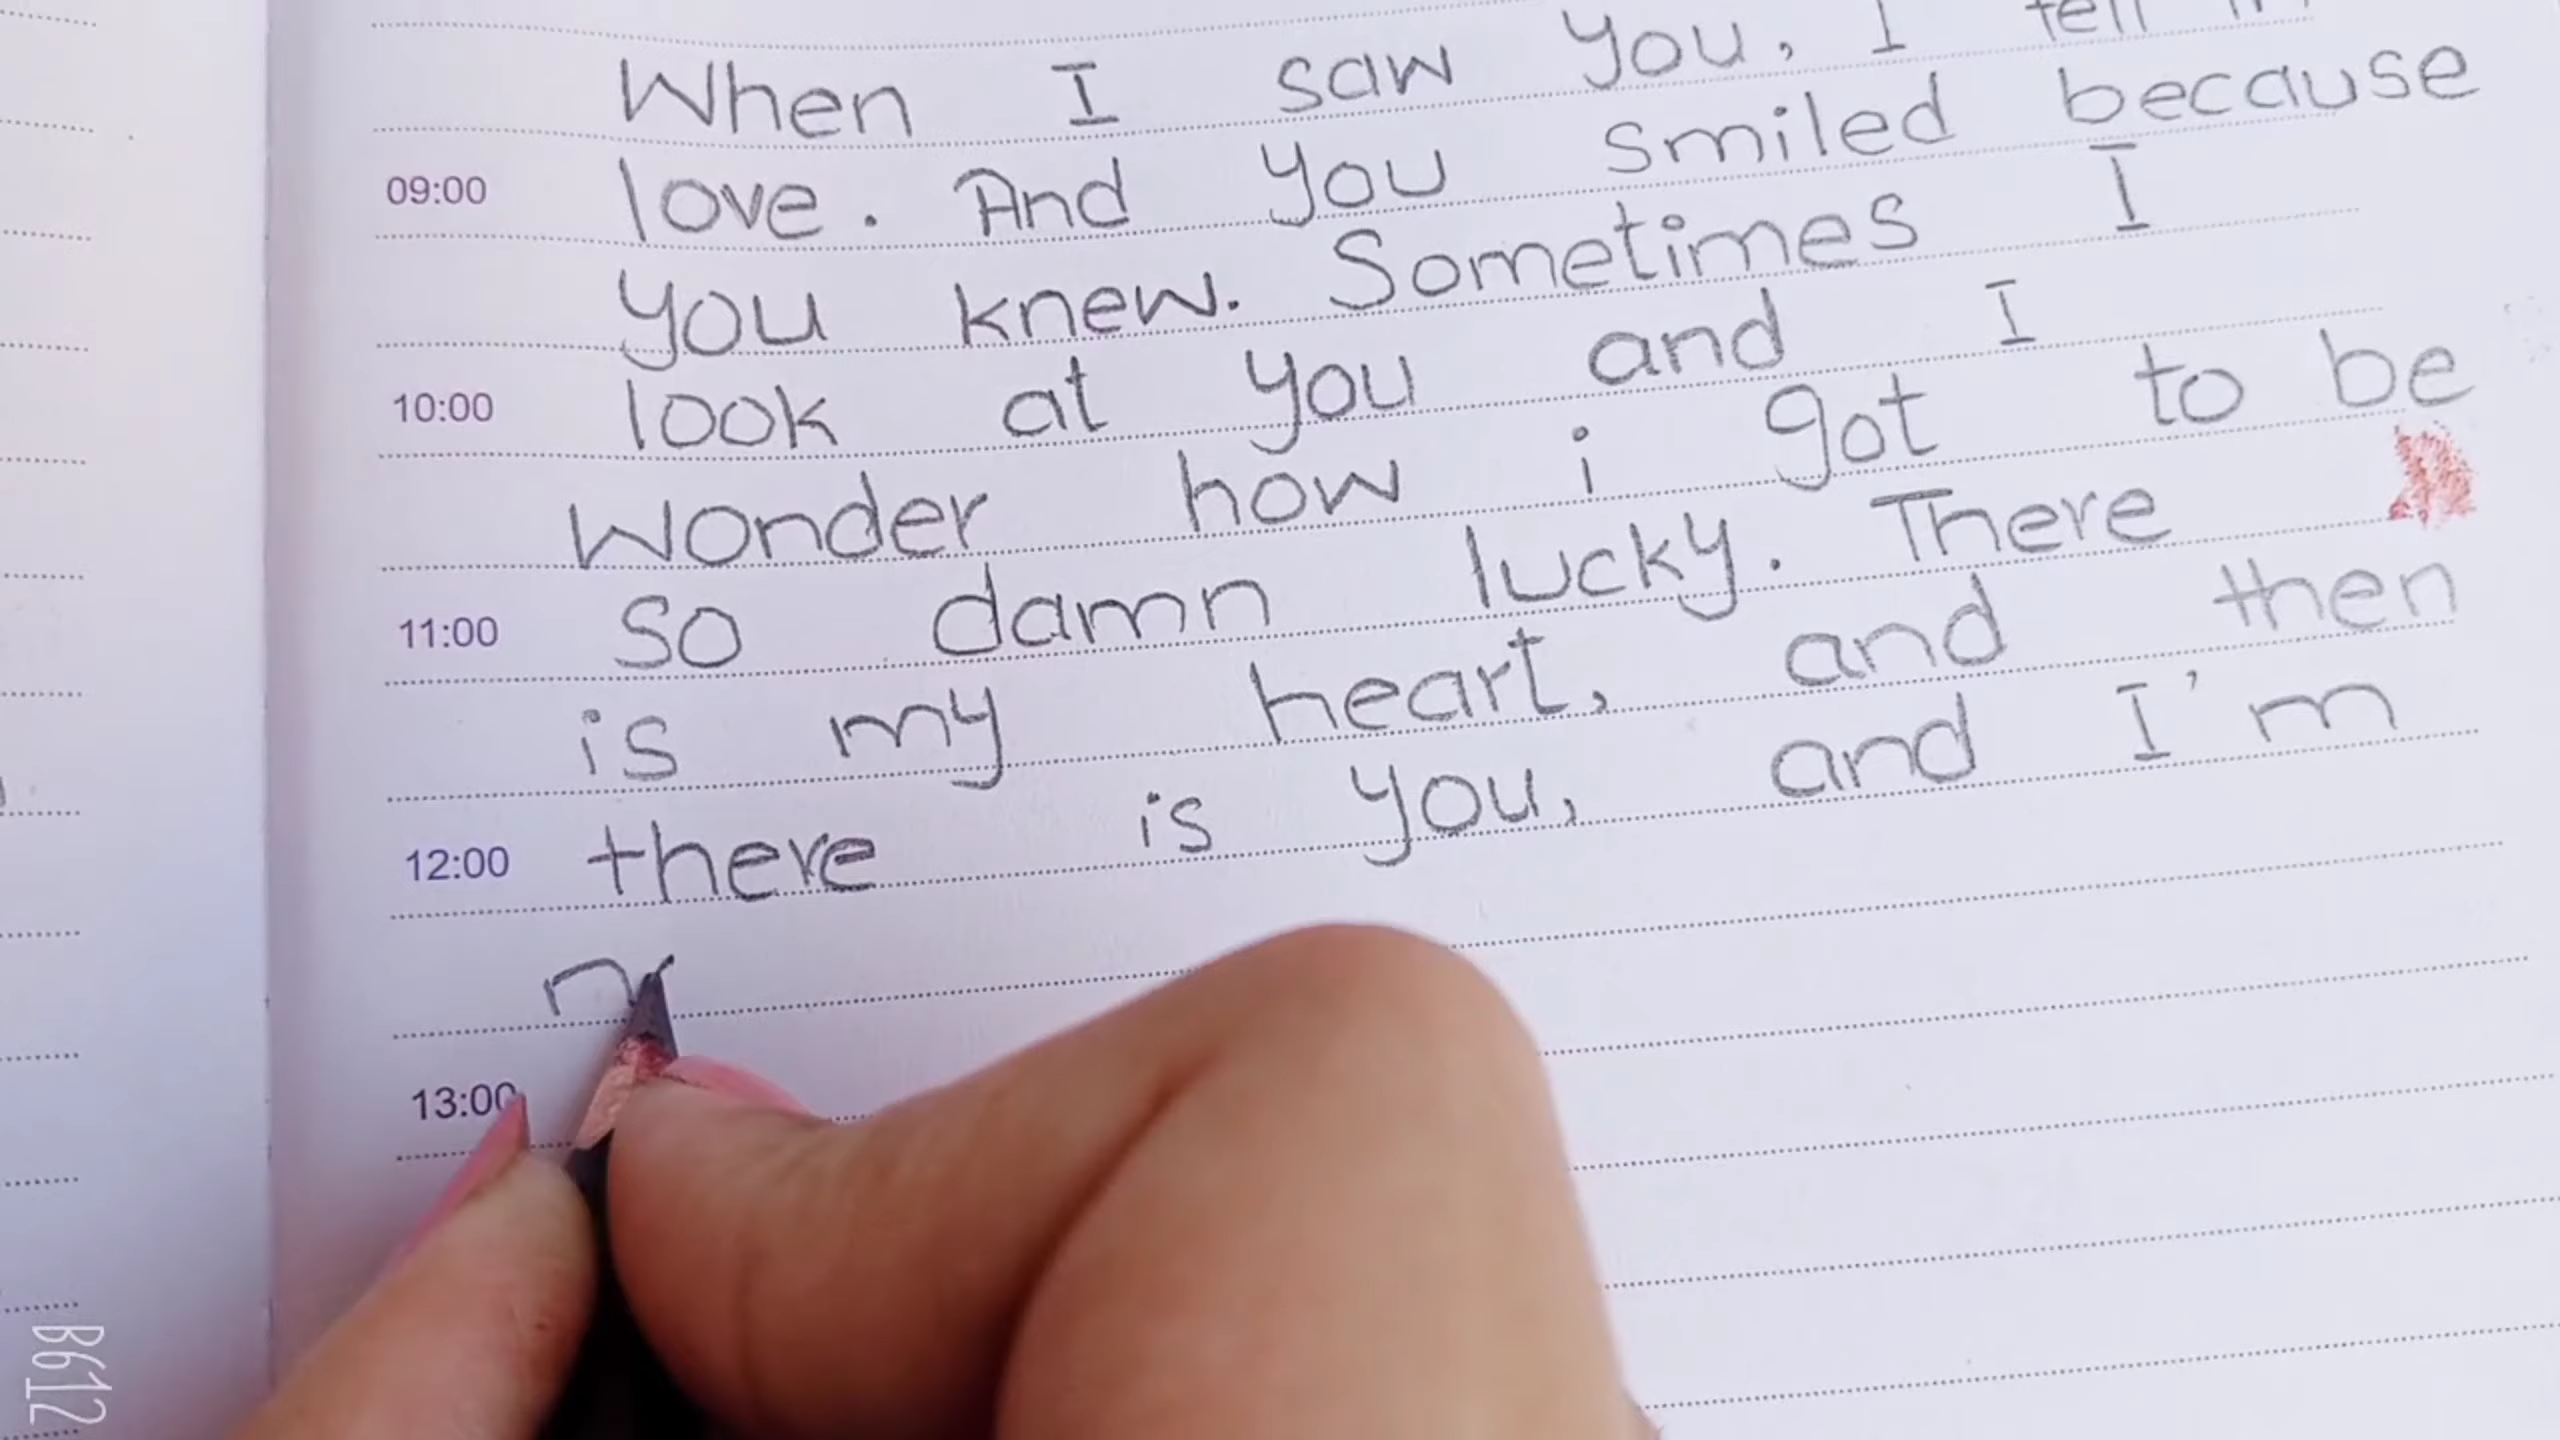 When I saw you, I fell in
love. And you smiled because
09:00
you knew. Sometimes I
look at you and I
10:00
wonder how i got to be
so damn lucky. There
11:00
is my heart, and then
there is you, and I'm
12:00
13:00
B612